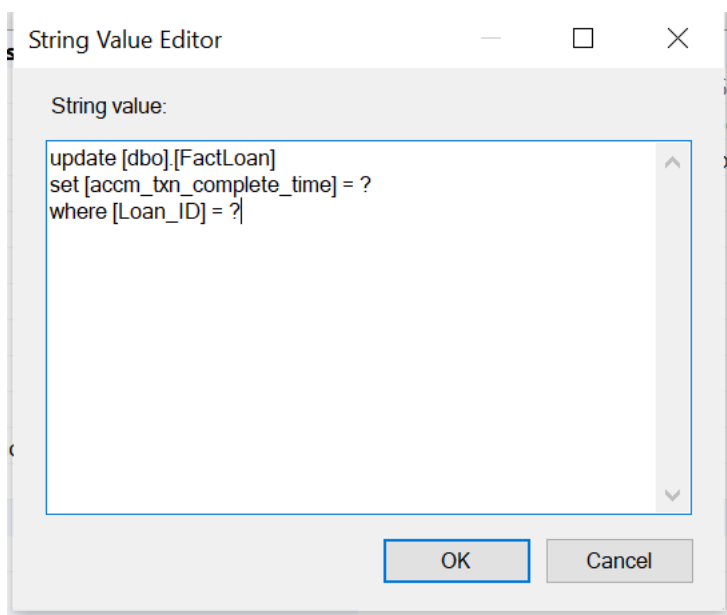 String Value Editor
String value:
update [dbo].[FactLoan]
set [accm_txn_complete_time] = ?
where [Loan_ID] = ?
OK
Cancel